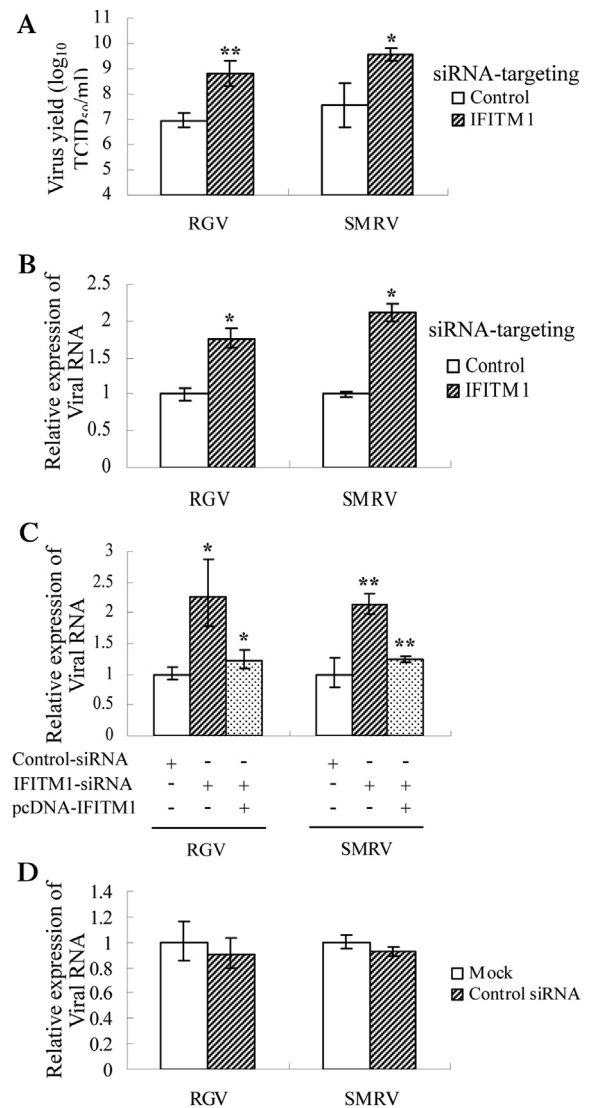 A
Virus yield (log10
TCID50/ml)
11
10
9
8
7
6
5
4
**
*
RGV
SMRV
siRNA-targeting
Control
IFITM1
B
Relative expression of
Viral RNA
2.5
2
1.5
1
0.5
0
*
*
RGV
SMRV
siRNA-targeting
Control
IFITM1
C
Relative expression of
Viral RNA
3
2.5
2
1.5
1
0.5
0
*
*
**
**
Control-siRNA + - - + - -
IFITM1-siRNA - + + - + +
pcDNA-IFITM1 - - + - - +
RGV
SMRV
D
Relative expression of
Viral RNA
1.4
1.2
1
0.8
0.6
0.4
0.2
0
RGV
SMRV
Mock
Control siRNA